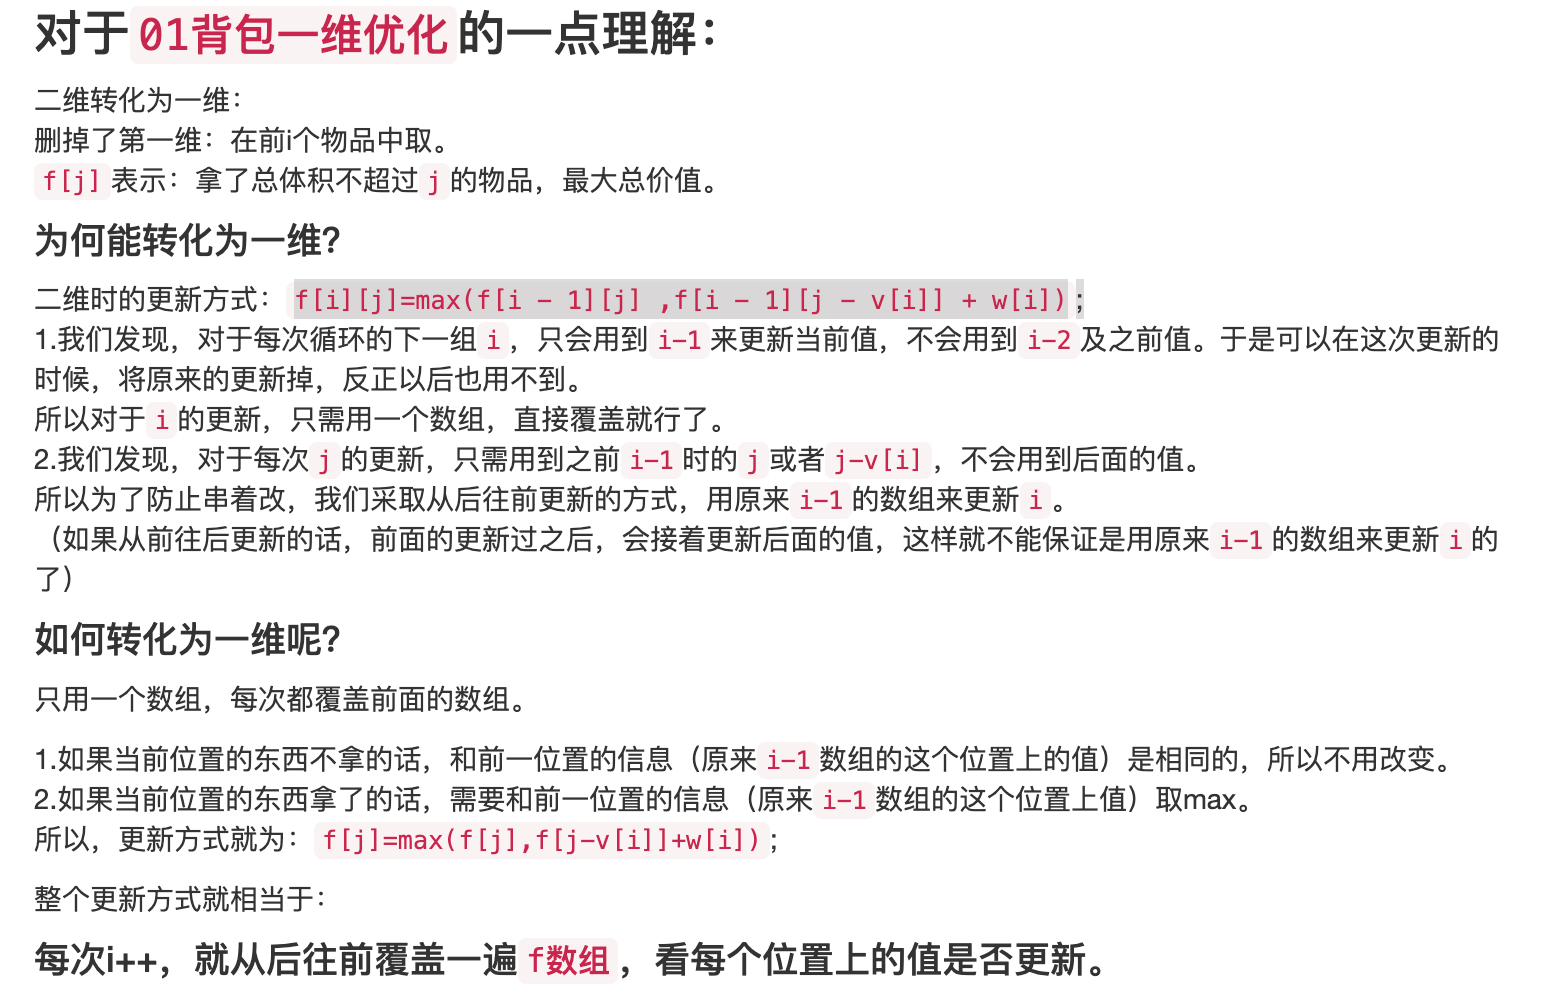 对于01背包一维优化的一点理解：
二维转化为一维：
删掉了第一维：在前i个物品中取。
f[j]表示：拿了总体积不超过j的物品，最大总价值。
为何能转化为一维?
二维时的更新方式：f[i][j]=max(f[i - 1][j] ,f[i - 1][j - v[i]] + w[i]);
1.我们发现，对于每次循环的下一组i，只会用到i-1来更新当前值，不会用到i-2及之前值。于是可以在这次更新的
时候，将原来的更新掉，反正以后也用不到。
所以对于i的更新，只需用一个数组，直接覆盖就行了。
2.我们发现，对于每次j的更新，只需用到之前i-1时的j或者j-v[i]，不会用到后面的值。
所以为了防止串着改，我们采取从后往前更新的方式，用原来i-1的数组来更新i。
（如果从前往后更新的话，前面的更新过之后，会接着更新后面的值，这样就不能保证是用原来i-1的数组来更新i的
了）
如何转化为一维呢?
只用一个数组，每次都覆盖前面的数组。
1.如果当前位置的东西不拿的话，和前一位置的信息（原来i-1数组的这个位置上的值）是相同的，所以不用改变。
2.如果当前位置的东西拿了的话，需要和前一位置的信息（原来i-1数组的这个位置上值）取max。
所以，更新方式就为：f[j]=max(f[j],f[j-v[i]]+w[i]);
整个更新方式就相当于：
每次i++，就从后往前覆盖一遍f数组，看每个位置上的值是否更新。